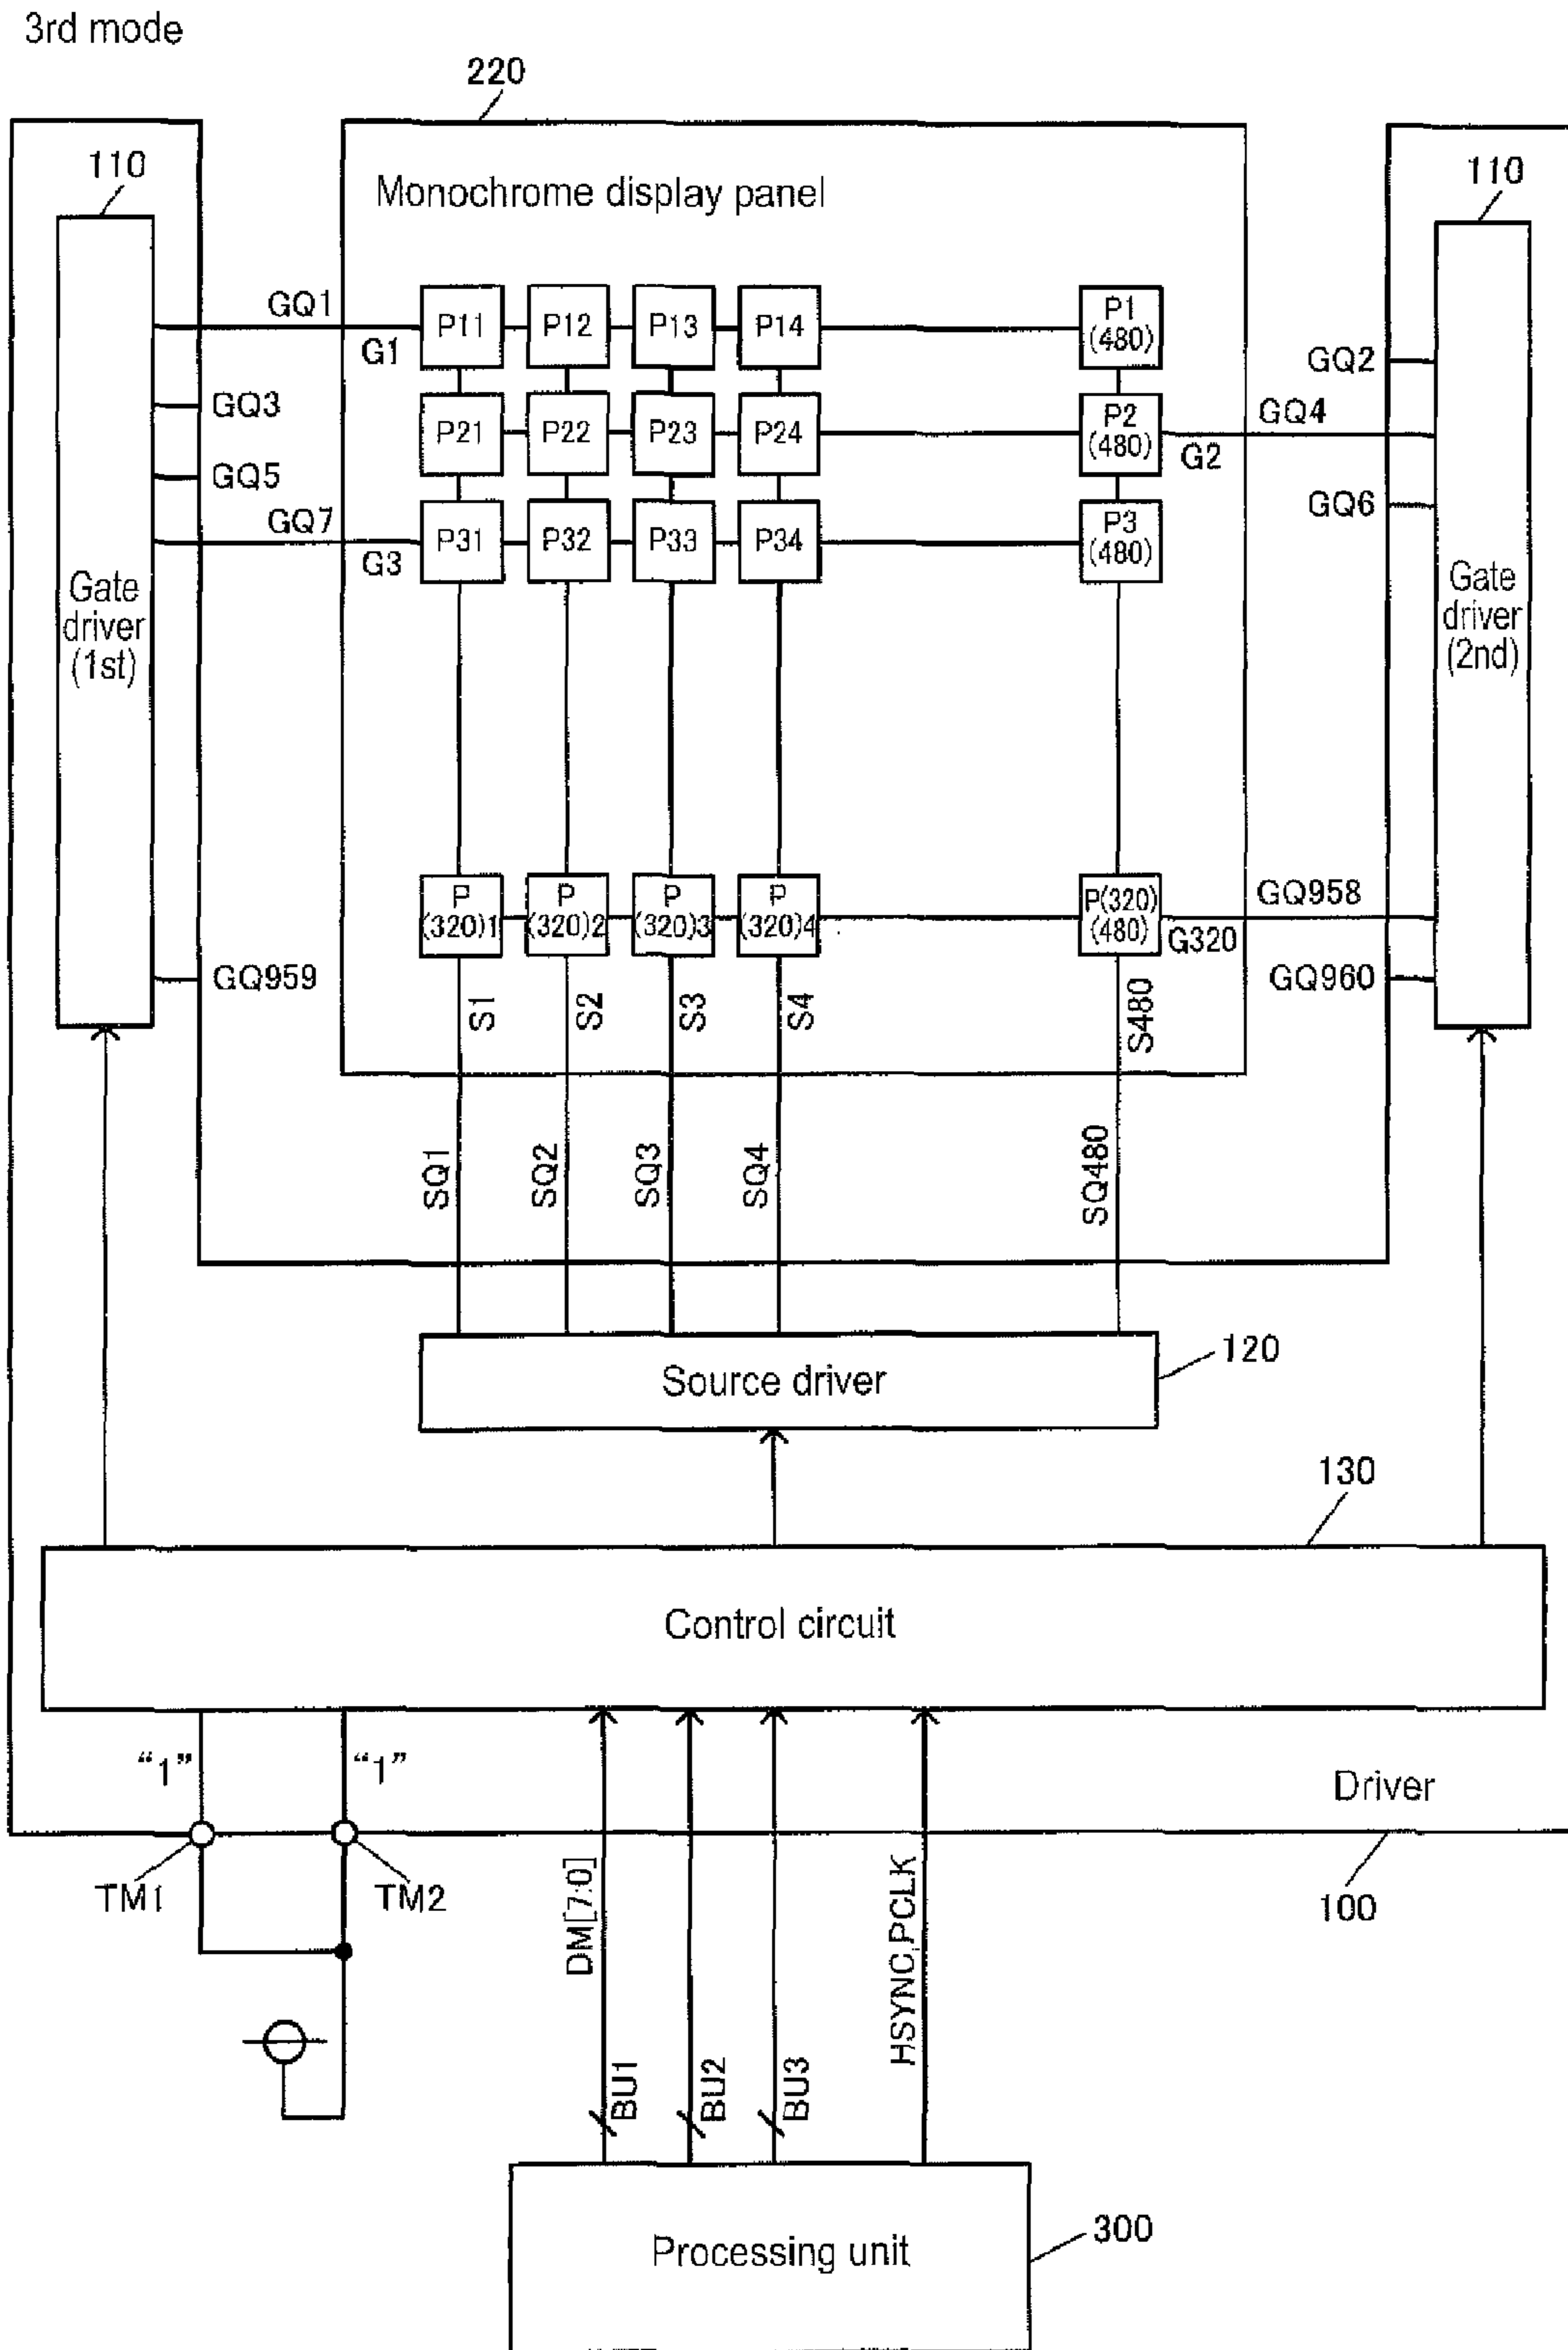 3rd mode
220
110
Monochrome display panel
110
GQ1
G1
P11
P12
P13
P14
P1
(480)
GQ2
GQ3
P21
P22
P23
P24
P2
(480)
GQ4
G2
GQ5
GQ6
GQ7
G3
P31
P32
P33
P34
P3
(480)
Gate
driver
(1st)
Gate
driver
(2nd)
P
(320)1
P
(320)2
P
(320)3
P
(320)4
P(320)
(480)
GQ958
G320
GQ959
GQ960
S1
S2
S3
S4
S480
SQ1
SQ2
SQ3
SQ4
SQ480
Source driver
120
130
Control circuit
“1”
“1”
Driver
TM1
TM2
100
DM[7:0]
HSYNC,PCLK
BU1
BU2
BU3
Processing unit
300